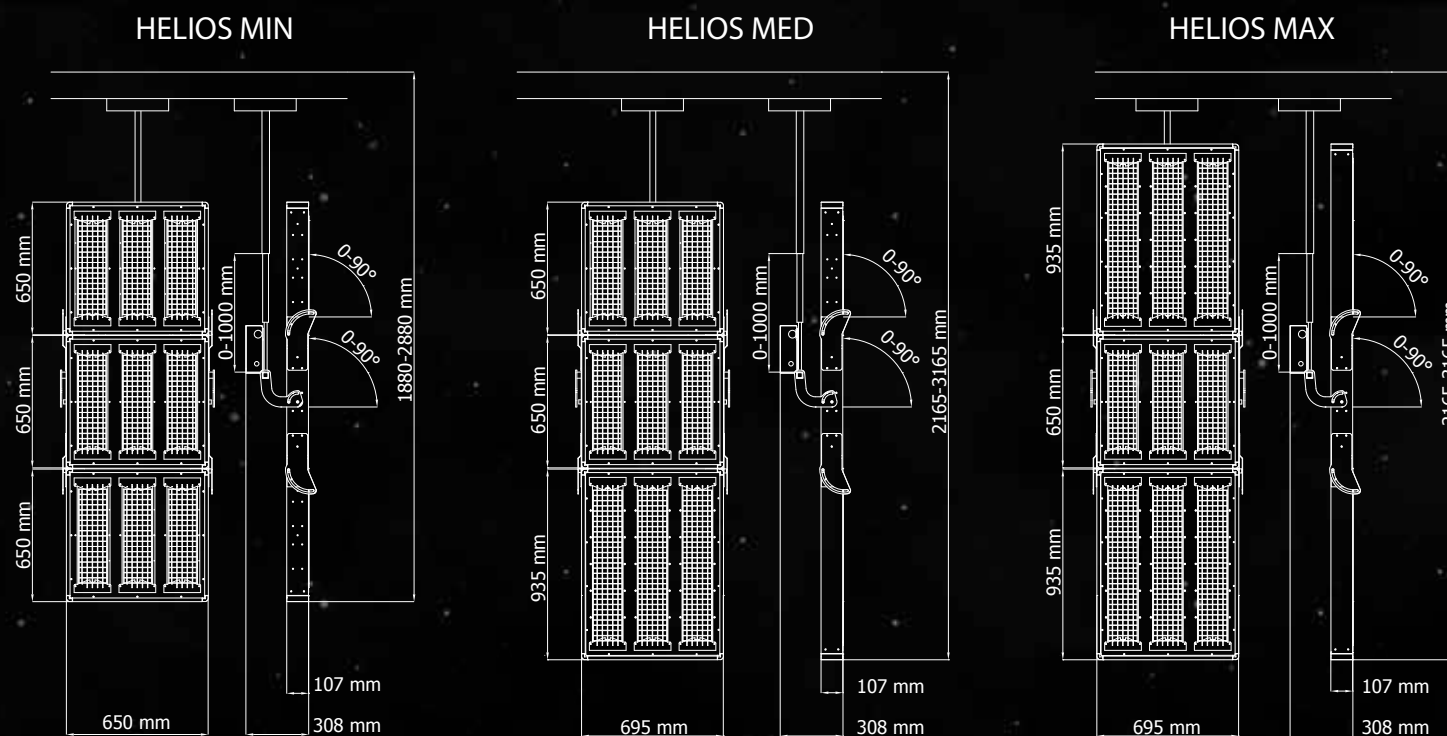 HELIOS MIN
650 mm
650 mm
650 mm
0-1000 mm
0-90°
0-90°
1880-2880 mm
107 mm
650 mm
308 mm
HELIOS MED
650 mm
650 mm
935 mm
0-1000 mm
0-90°
0-90°
2165-3165 mm
107 mm
695 mm
308 mm
HELIOS MAX
935 mm
650 mm
935 mm
0-1000 mm
0-90°
0-90°
107 mm
695 mm
308 mm